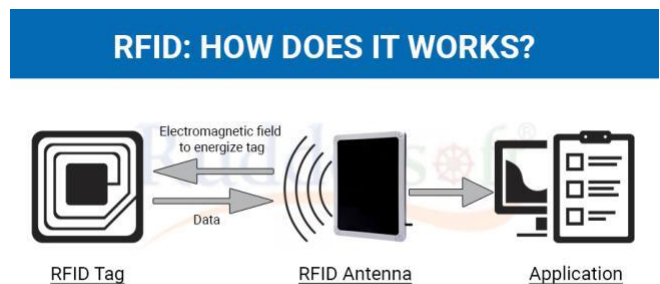 RFID: HOW DOES IT WORKS?
Electromagnetic field
to energize tag
Data
RFID Tag
RFID Antenna
Application